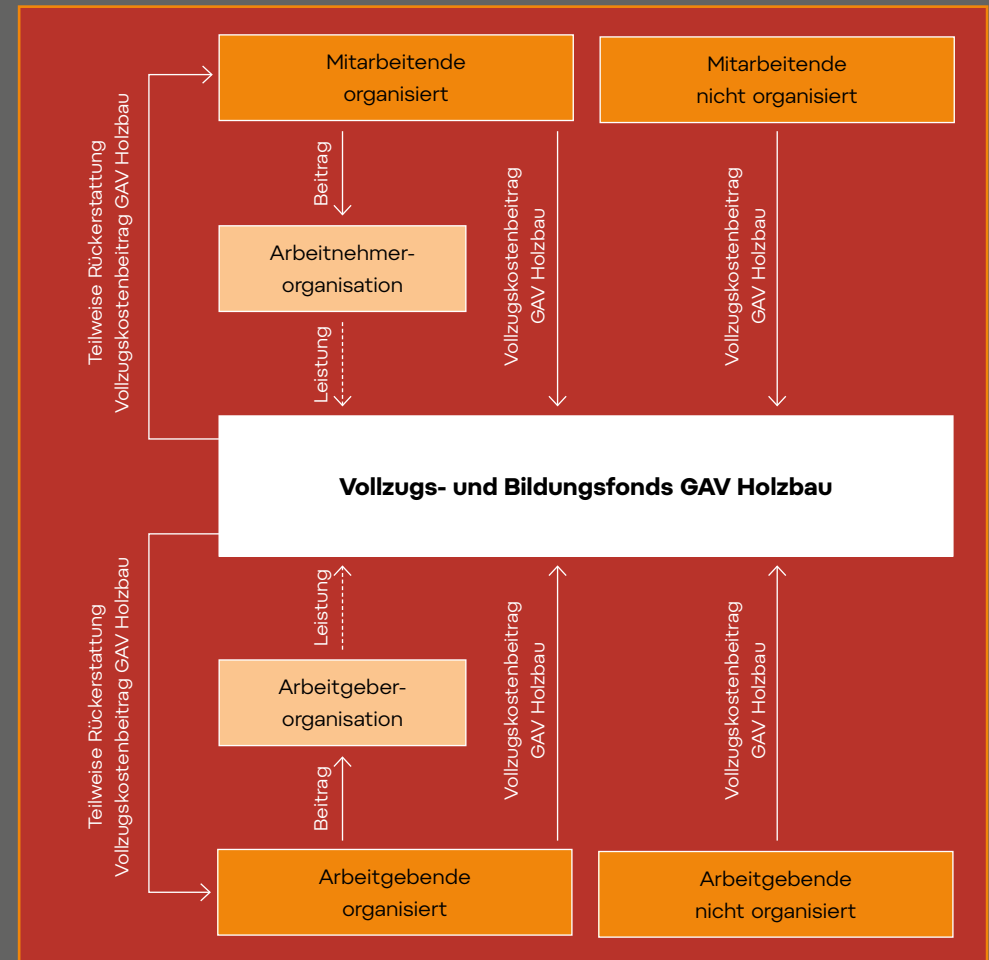 Mitarbeitende
organisiert
Mitarbeitende
nicht organisiert
Teilweise Rückerstattung
Vollzugskostenbeitrag GAV Holzbau
Beitrag
Vollzugskostenbeitrag
GAV Holzbau
Vollzugskostenbeitrag
GAV Holzbau
Arbeitnehmer-
organisation
Leistung
Vollzugs- und Bildungsfonds GAV Holzbau
Teilweise Rückerstattung
Vollzugskostenbeitrag GAV Holzbau
Leistung
Vollzugskostenbeitrag
GAV Holzbau
Vollzugskostenbeitrag
GAV Holzbau
Arbeitgeber-
organisation
Beitrag
Arbeitgebende
organisiert
Arbeitgebende
nicht organisiert